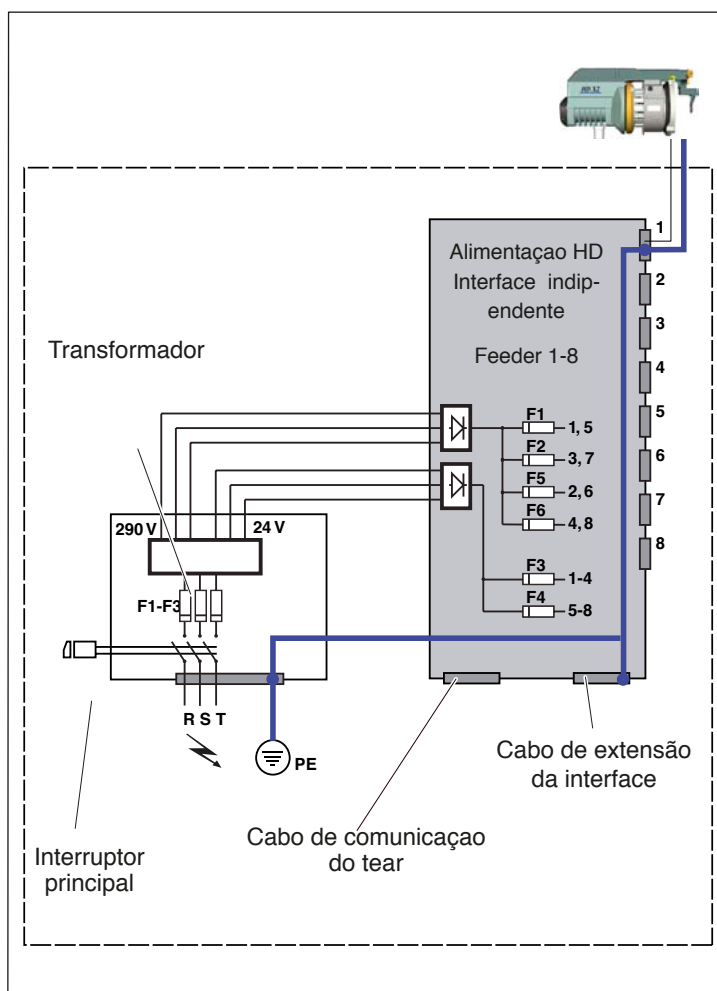 1
Alimentaçao HD
Interface indip-
endente
Feeder 1-8
2
3
4
5
6
7
8
Transformador
F1
1, 5
F2
3, 7
F5
2, 6
F6
4, 8
F3
1-4
F4
5-8
290 V
24 V
F1-F3
R S T
PE
Cabo de extensão
da interface
Cabo de comunicaçao
do tear
Interruptor
principal